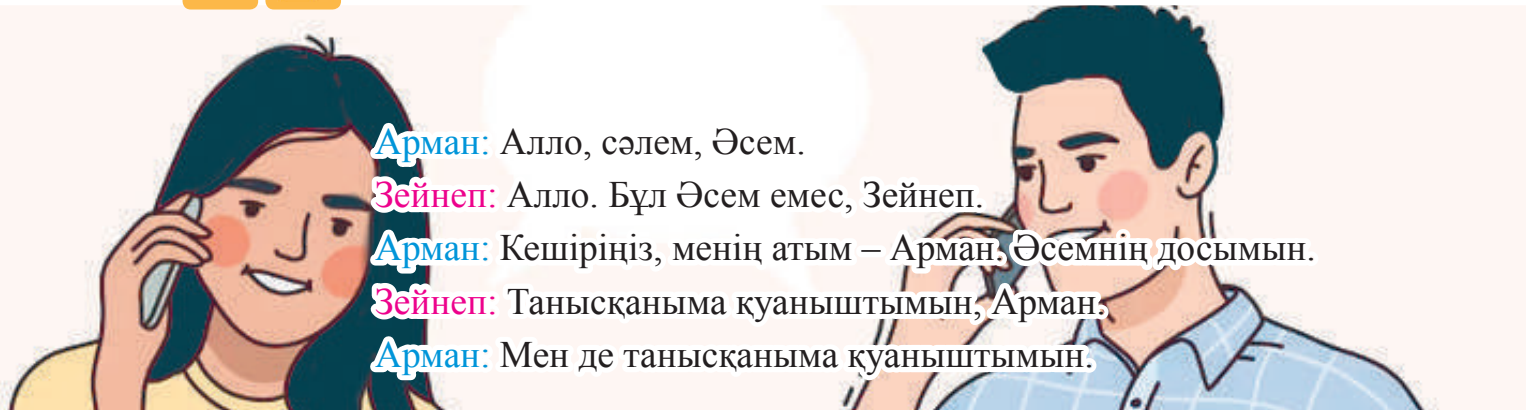 Арман: Алло, сәлем, Әсем.
Зейнеп: Алло. Бұл Әсем емес, Зейнеп.
Арман: Кешіріңіз, менің атым – Арман. Әсемнің досымын.
Зейнеп: Танысқаныма қуаныштымын, Арман.
Арман: Мен де танысқаныма қуаныштымын.